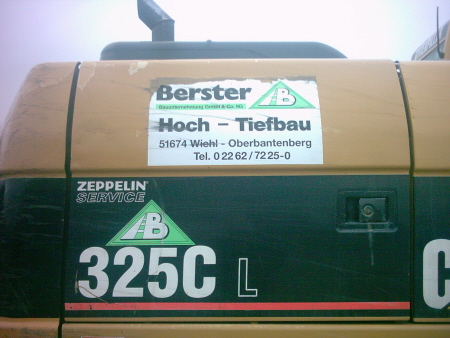 Berster
Bauunternehmung GmbH & Co. KG
AB
Hoch - Tiefbau
51674 Wiehl - Oberbantenberg
Tel. 0 22 62 / 72 25-0
ZEPPELIN
SERVICE
AB
325C L
C